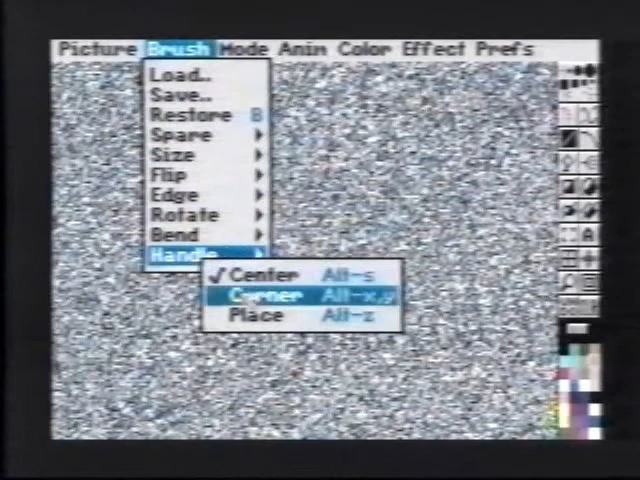 Picture Brush Mode Anim Color Effect Prefs
Load..
Save..
Restore B
Spare
Size
Flip
Edge
Rotate
Bend
Handle
✓ Center Alt-s
Corner Alt-x,y
Place Alt-z